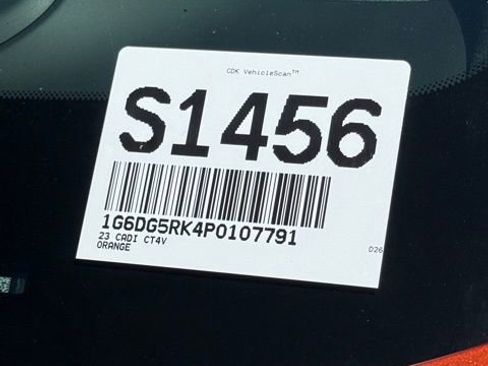 CDK VehicleScan™
S1456
1G6DG5RK4P0107791
23 CADI CT4V
ORANGE
D26